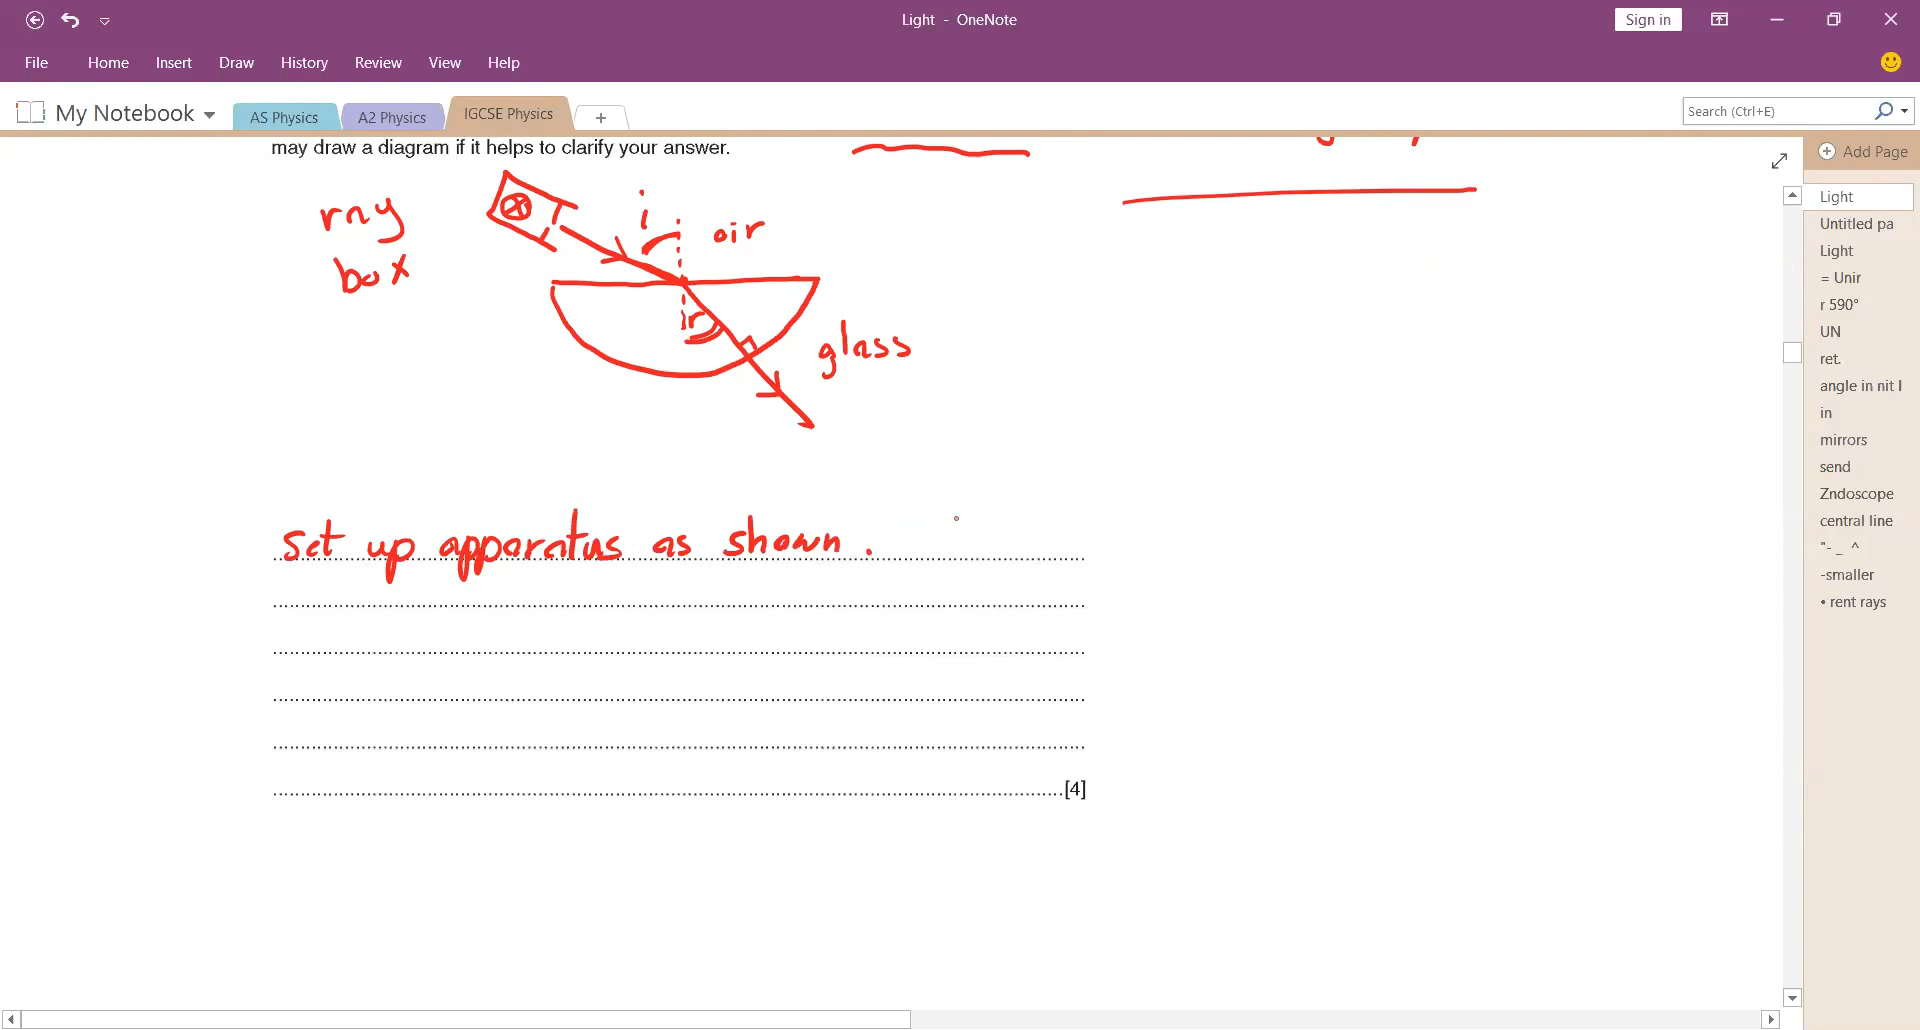 Light - OneNote
Sign in
File Home Insert Draw History Review View Help
My Notebook
AS Physics
A2 Physics
IGCSE Physics
+
Search (Ctrl+E)
may draw a diagram if it helps to clarify your answer.
Add Page
ray
box
i
air
r
glass
set up apparatus as shown.
[4]
Light
Untitled pa
Light
= Unir
r 590°
UN
ret.
angle in nit I
in
mirrors
send
Zndoscope
central line
"- _ ^
-smaller
• rent rays